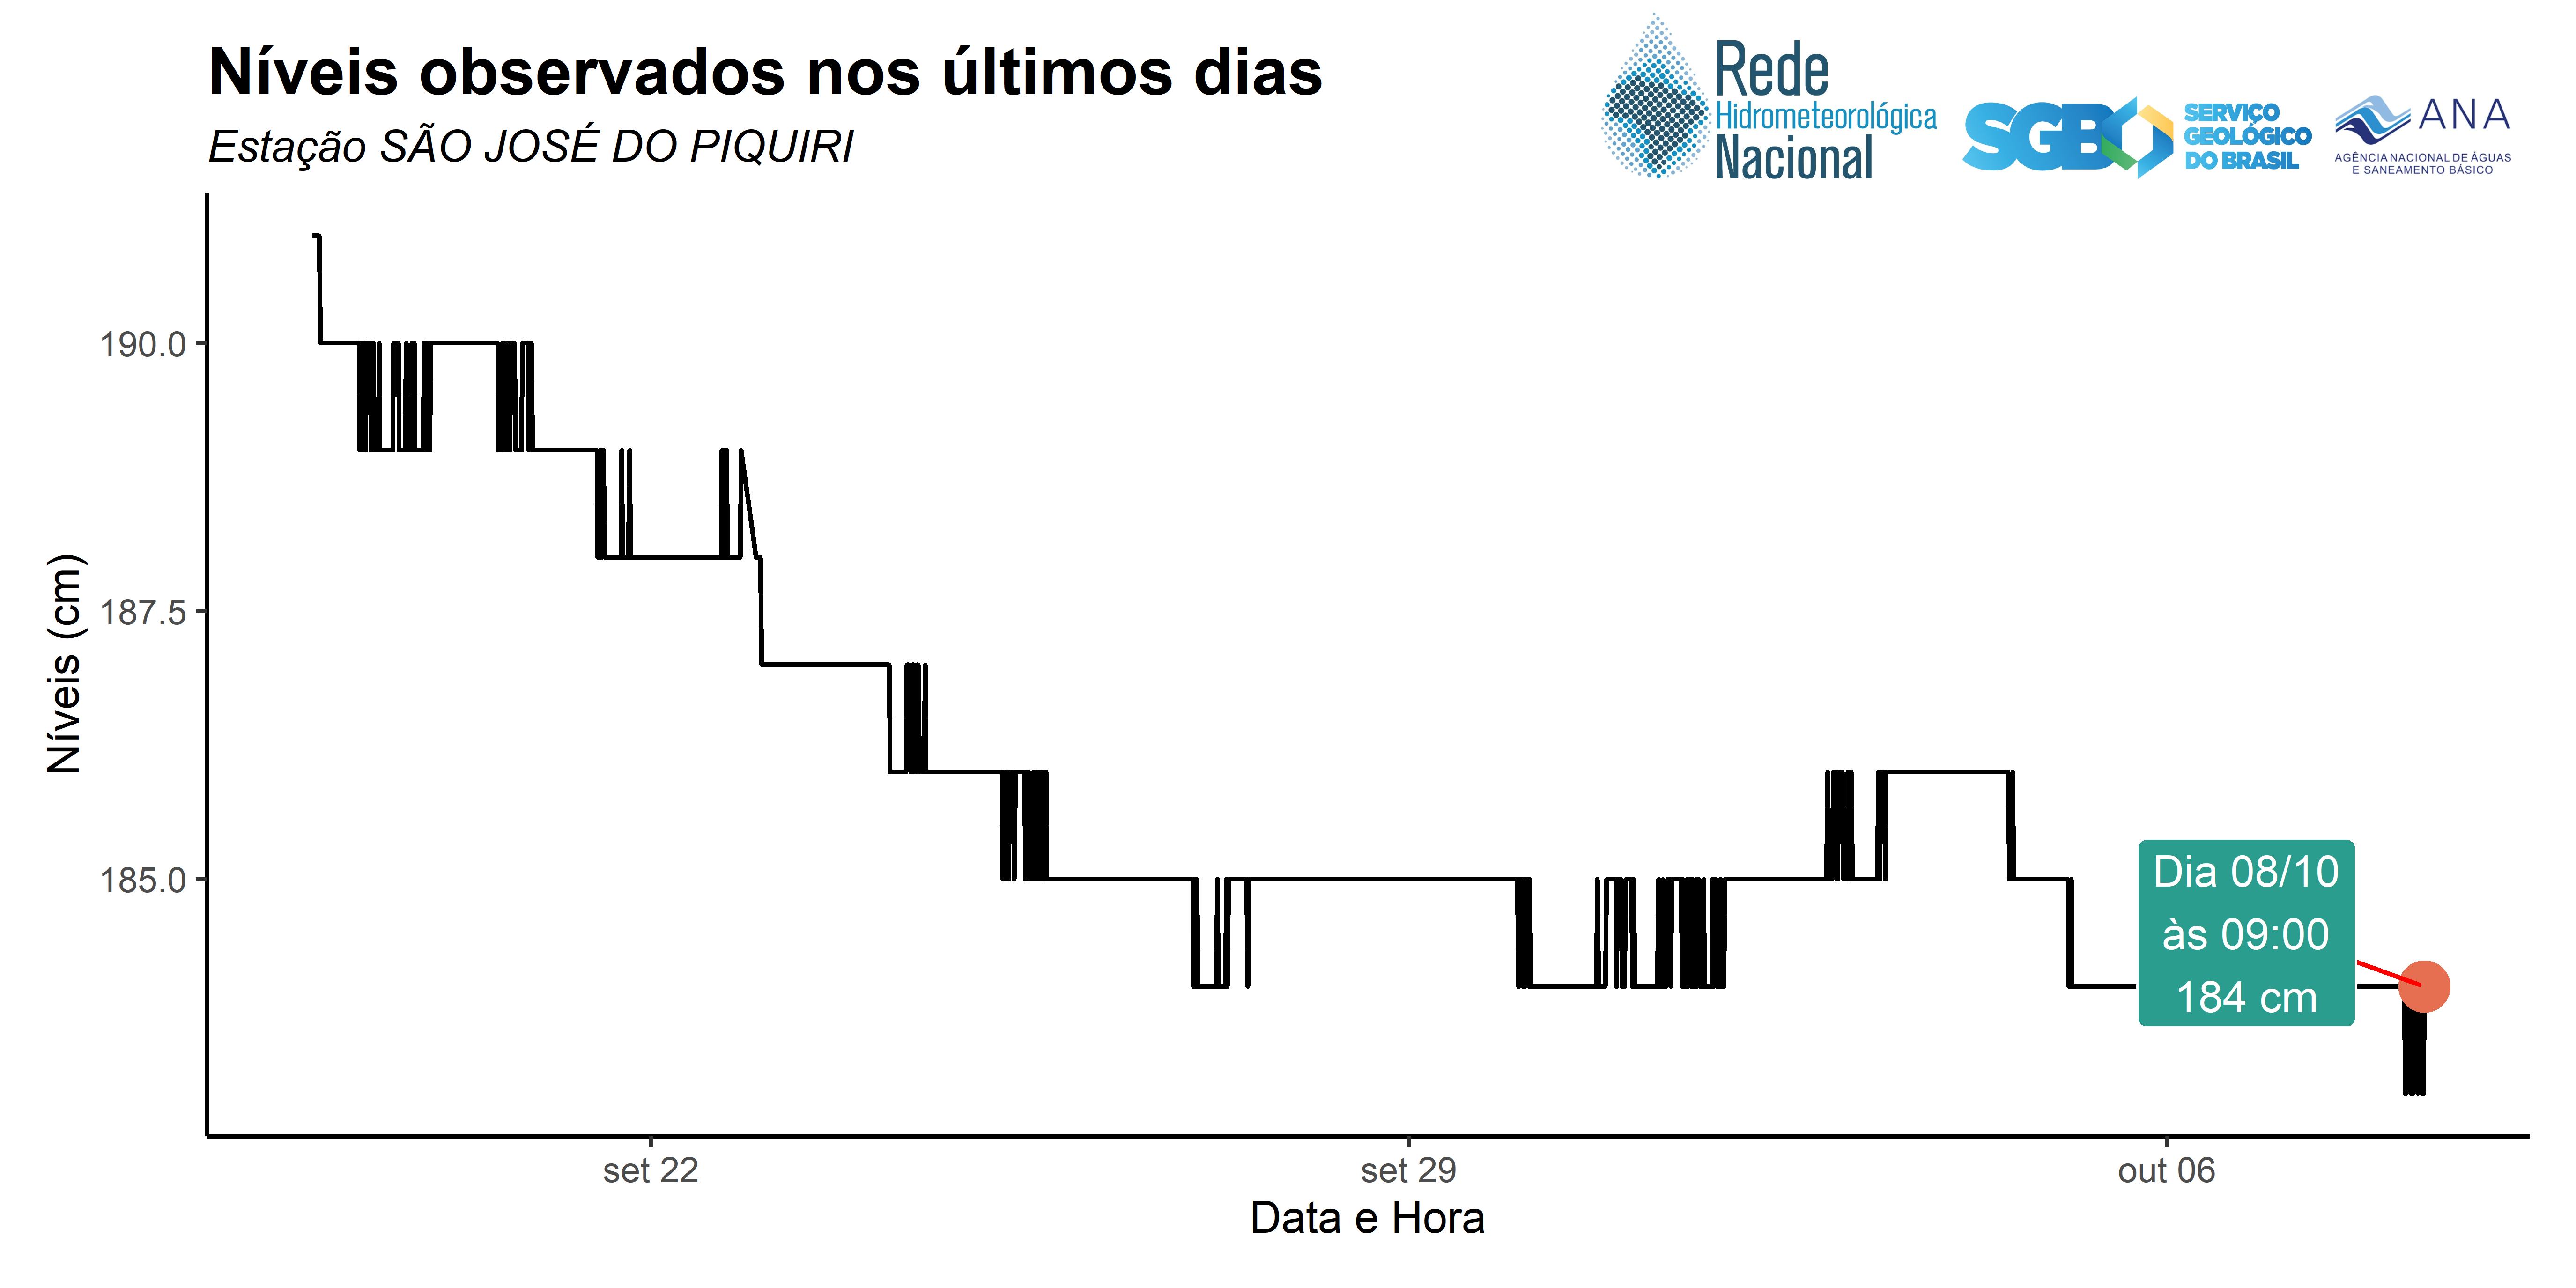 Níveis observados nos últimos dias
Estação SÃO JOSÉ DO PIQUIRI
Rede
Hidrometeorológica
Nacional
SGB
SERVIÇO
GEOLÓGICO
DO BRASIL
ANA
AGÊNCIA NACIONAL DE ÁGUAS
E SANEAMENTO BÁSICO
Níveis (cm)
190.0
187.5
185.0
Dia 08/10
às 09:00
184 cm
set 22
set 29
out 06
Data e Hora